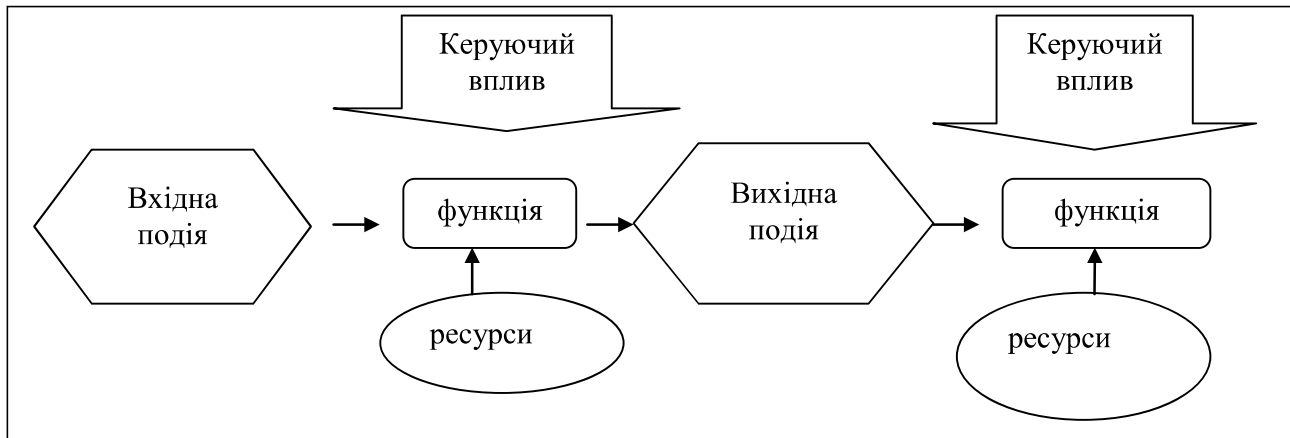 Керуючий
вплив
Керуючий
вплив
Вхідна
подія
функція
Вихідна
подія
функція
ресурси
ресурси